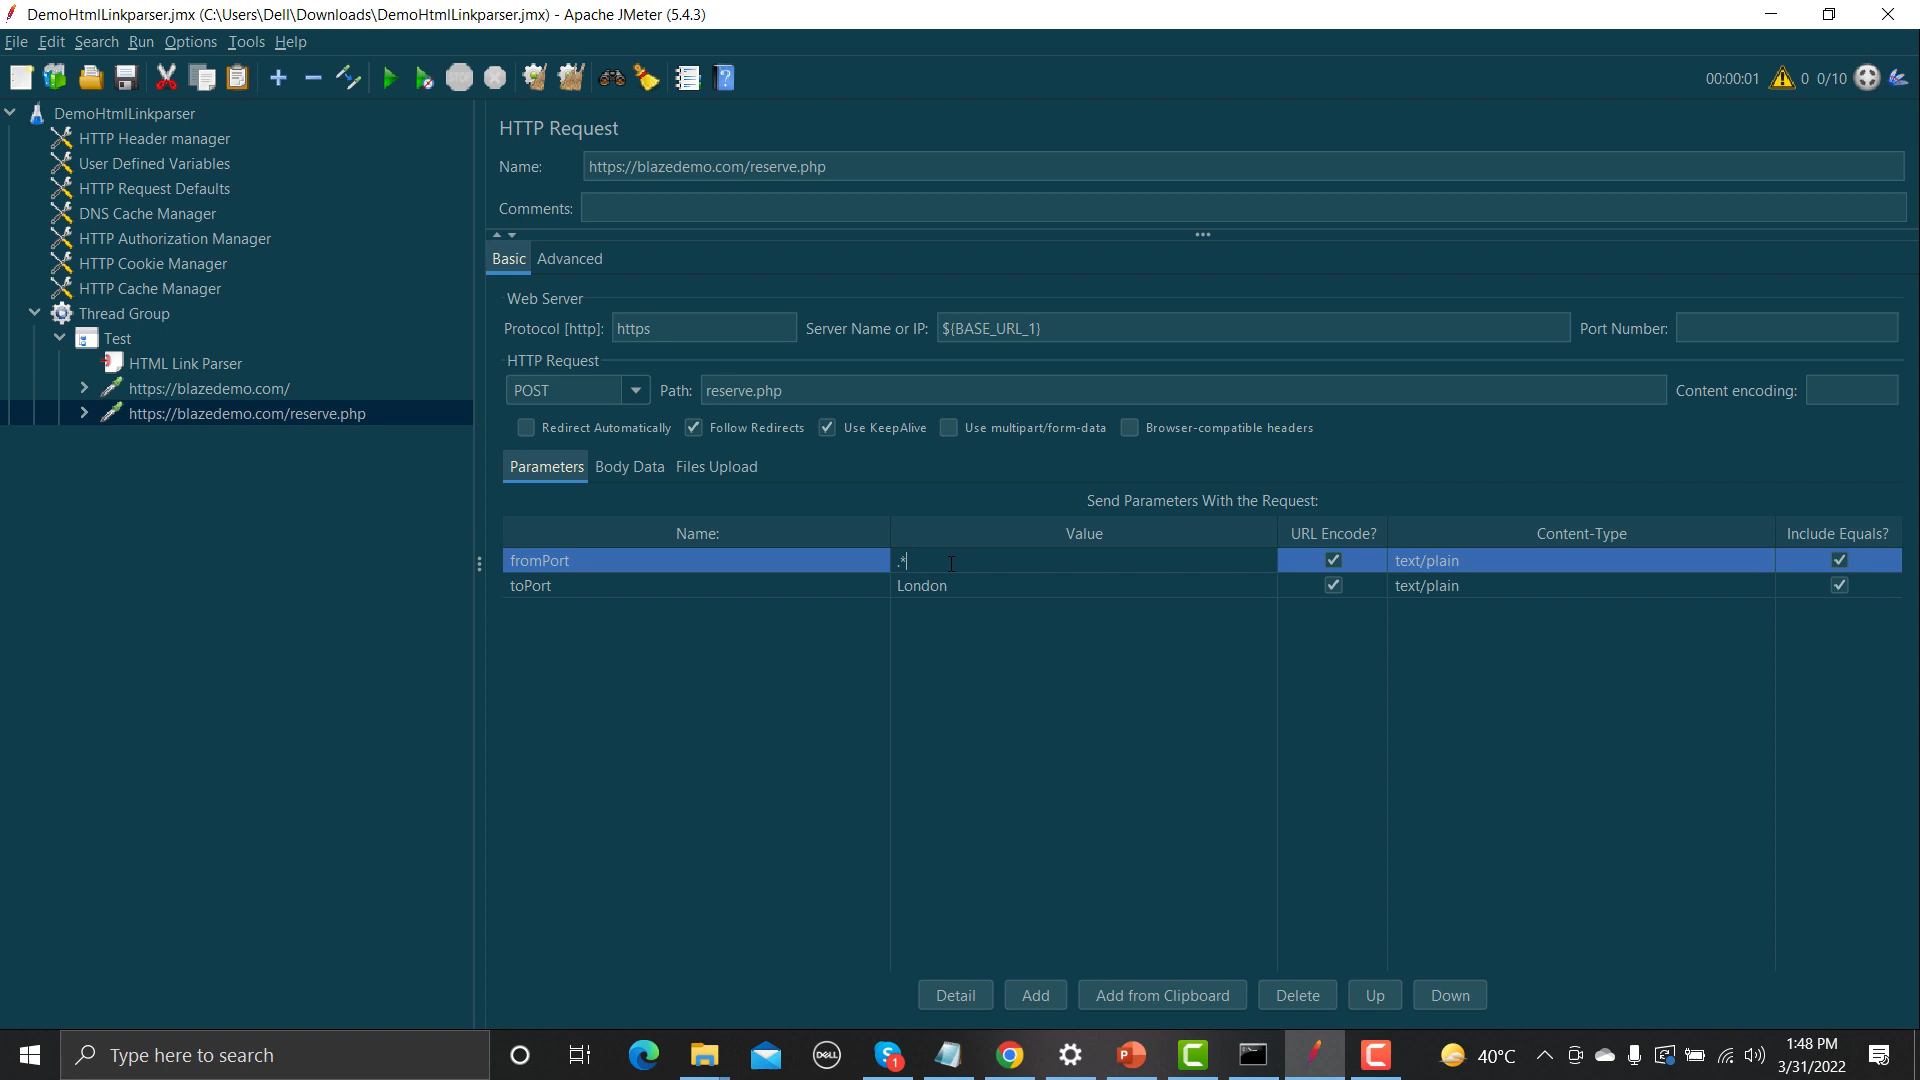 DemoHtmlLinkparser.jmx (C:\Users\Dell\Downloads\DemoHtmlLinkparser.jmx) - Apache JMeter (5.4.3)
File Edit Search Run Options Tools Help
STOP
00:00:01 0 0/10
DemoHtmlLinkparser
HTTP Header manager
User Defined Variables
HTTP Request Defaults
DNS Cache Manager
HTTP Authorization Manager
HTTP Cookie Manager
HTTP Cache Manager
Thread Group
Test
HTML Link Parser
https://blazedemo.com/
https://blazedemo.com/reserve.php
HTTP Request
Name: https://blazedemo.com/reserve.php
Comments:
Basic Advanced
Web Server
Protocol [http]: https Server Name or IP: ${BASE_URL_1} Port Number:
HTTP Request
POST Path: reserve.php Content encoding:
Redirect Automatically Follow Redirects Use KeepAlive Use multipart/form-data Browser-compatible headers
Parameters Body Data Files Upload
Send Parameters With the Request:
Name: Value URL Encode? Content-Type Include Equals?
fromPort .* text/plain
toPort London text/plain
Detail Add Add from Clipboard Delete Up Down
Type here to search
DELL
1
40°C
1:48 PM
3/31/2022